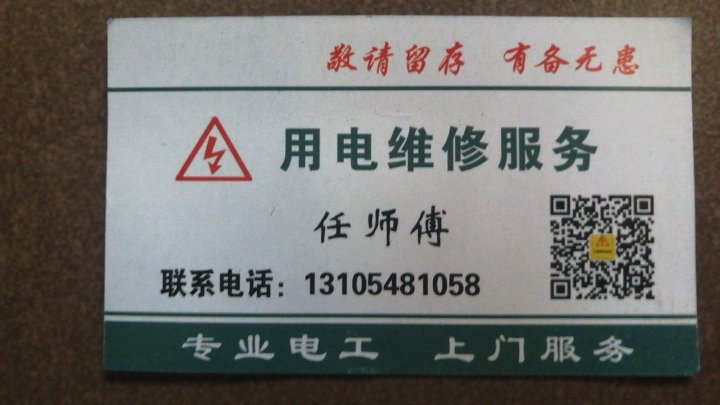 敬请留存 有备无患
用电维修服务
任师傅
联系电话：13105481058
专业电工 上门服务